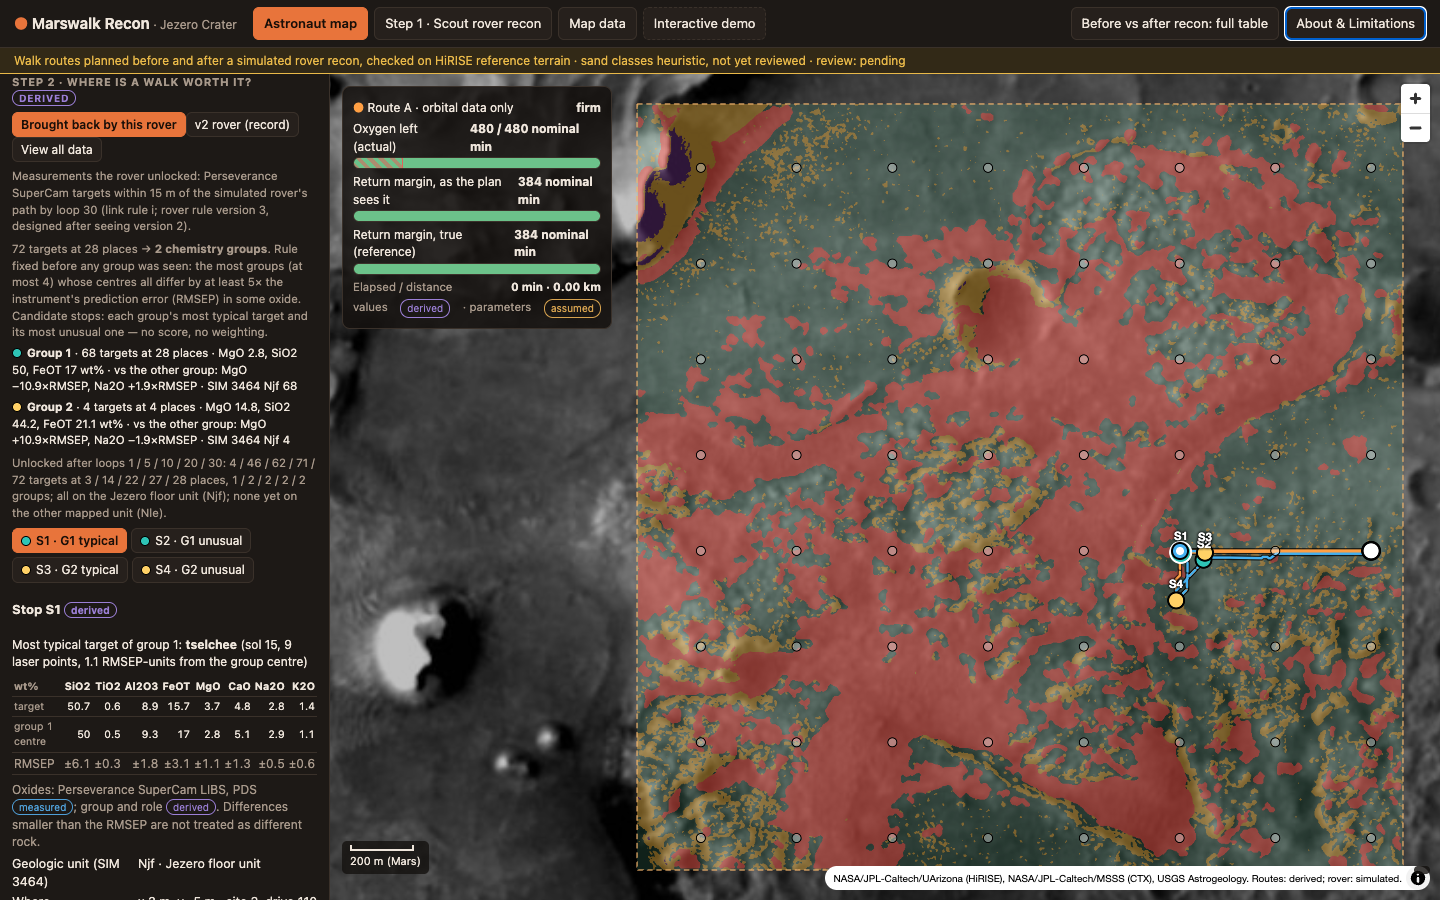 Marswalk Recon · Jezero Crater
Astronaut map
Step 1 · Scout rover recon
Map data
Interactive demo
Before vs after recon: full table
About & Limitations
Walk routes planned before and after a simulated rover recon, checked on HiRISE reference terrain · sand classes heuristic, not yet reviewed · review: pending
STEP 2 · WHERE IS A WALK WORTH IT?
DERIVED
Brought back by this rover
v2 rover (record)
View all data
Measurements the rover unlocked: Perseverance
SuperCam targets within 15 m of the simulated rover's
path by loop 30 (link rule i; rover rule version 3,
designed after seeing version 2).
72 targets at 28 places → 2 chemistry groups. Rule
fixed before any group was seen: the most groups (at
most 4) whose centres all differ by at least 5× the
instrument's prediction error (RMSEP) in some oxide.
Candidate stops: each group's most typical target and
its most unusual one — no score, no weighting.
Group 1 · 68 targets at 28 places · MgO 2.8, SiO2
50, FeOT 17 wt% · vs the other group: MgO
−10.9×RMSEP, Na2O +1.9×RMSEP · SIM 3464 Njf 68
Group 2 · 4 targets at 4 places · MgO 14.8, SiO2
44.2, FeOT 21.1 wt% · vs the other group: MgO
+10.9×RMSEP, Na2O −1.9×RMSEP · SIM 3464 Njf 4
Unlocked after loops 1 / 5 / 10 / 20 / 30: 4 / 46 / 62 / 71 /
72 targets at 3 / 14 / 22 / 27 / 28 places, 1 / 2 / 2 / 2 / 2
groups; all on the Jezero floor unit (Njf); none yet on
the other mapped unit (Nle).
S1 · G1 typical
S2 · G1 unusual
S3 · G2 typical
S4 · G2 unusual
Stop S1 derived
Most typical target of group 1: tselchee (sol 15, 9
laser points, 1.1 RMSEP-units from the group centre)
wt% SiO2 TiO2 Al2O3 FeOT MgO CaO Na2O K2O
target 50.7 0.6 8.9 15.7 3.7 4.8 2.8 1.4
group 1
centre 50 0.5 9.3 17 2.8 5.1 2.9 1.1
RMSEP ±6.1 ±0.3 ±1.8 ±3.1 ±1.1 ±1.3 ±0.5 ±0.6
Oxides: Perseverance SuperCam LIBS, PDS
measured; group and role derived. Differences
smaller than the RMSEP are not treated as different
rock.
Geologic unit (SIM
3464)
Njf · Jezero floor unit
Route A · orbital data only firm
Oxygen left
(actual)
480 / 480 nominal
min
Return margin, as the plan
sees it
384 nominal
min
Return margin, true
(reference)
384 nominal
min
Elapsed / distance 0 min · 0.00 km
values derived · parameters assumed
S1
S3
S4
+
−
200 m (Mars)
NASA/JPL-Caltech/UArizona (HiRISE), NASA/JPL-Caltech/MSSS (CTX), USGS Astrogeology. Routes: derived; rover: simulated.